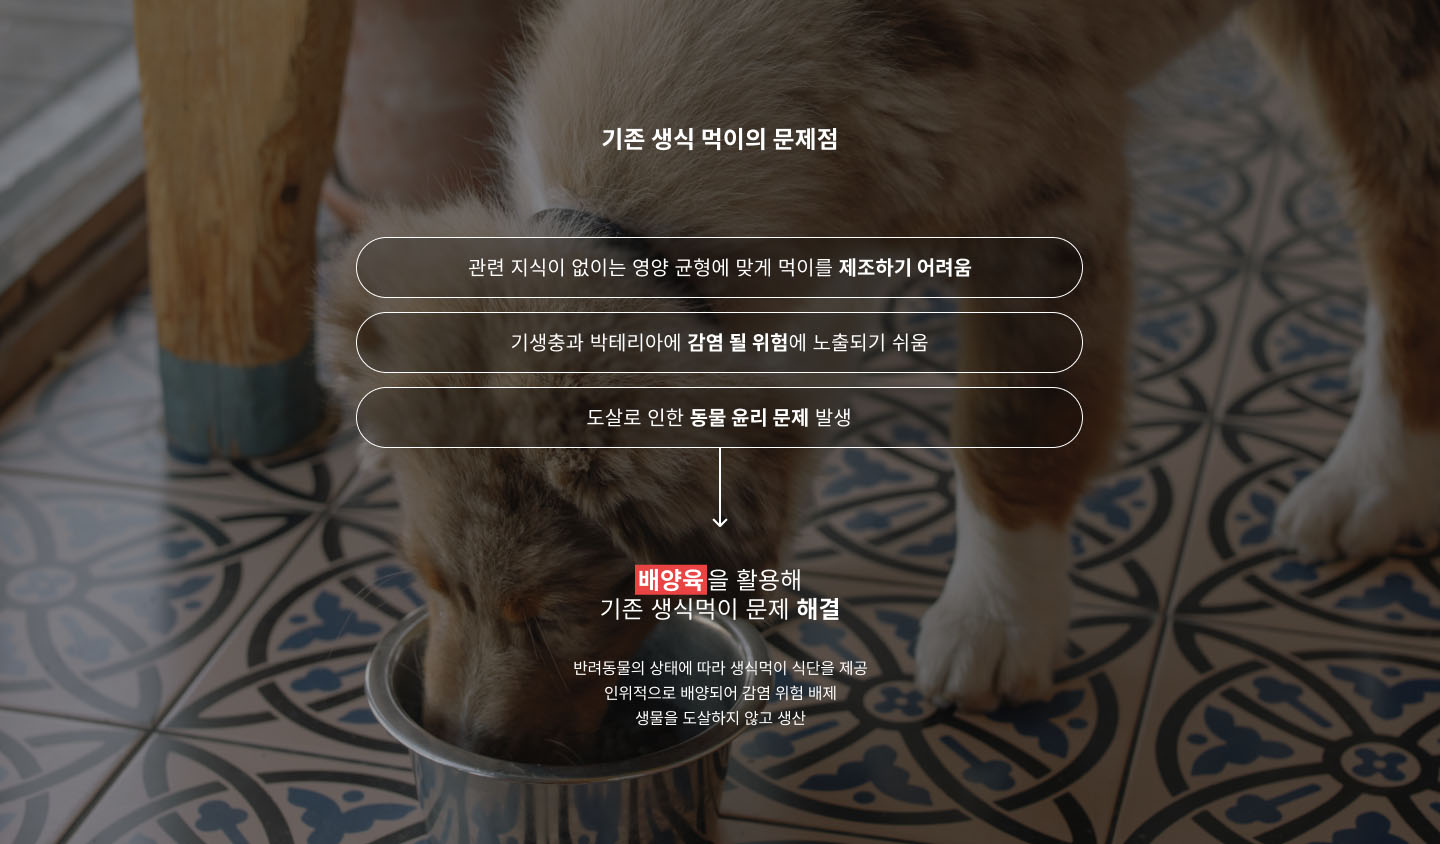 기존 생식 먹이의 문제점
관련 지식이 없이는 영양 균형에 맞게 먹이를 제조하기 어려움
기생충과 박테리아에 감염 될 위험에 노출되기 쉬움
도살로 인한 동물 윤리 문제 발생
배양육을 활용해
기존 생식먹이 문제 해결
반려동물의 상태에 따라 생식먹이 식단을 제공
인위적으로 배양되어 감염 위험 배제
생물을 도살하지 않고 생산